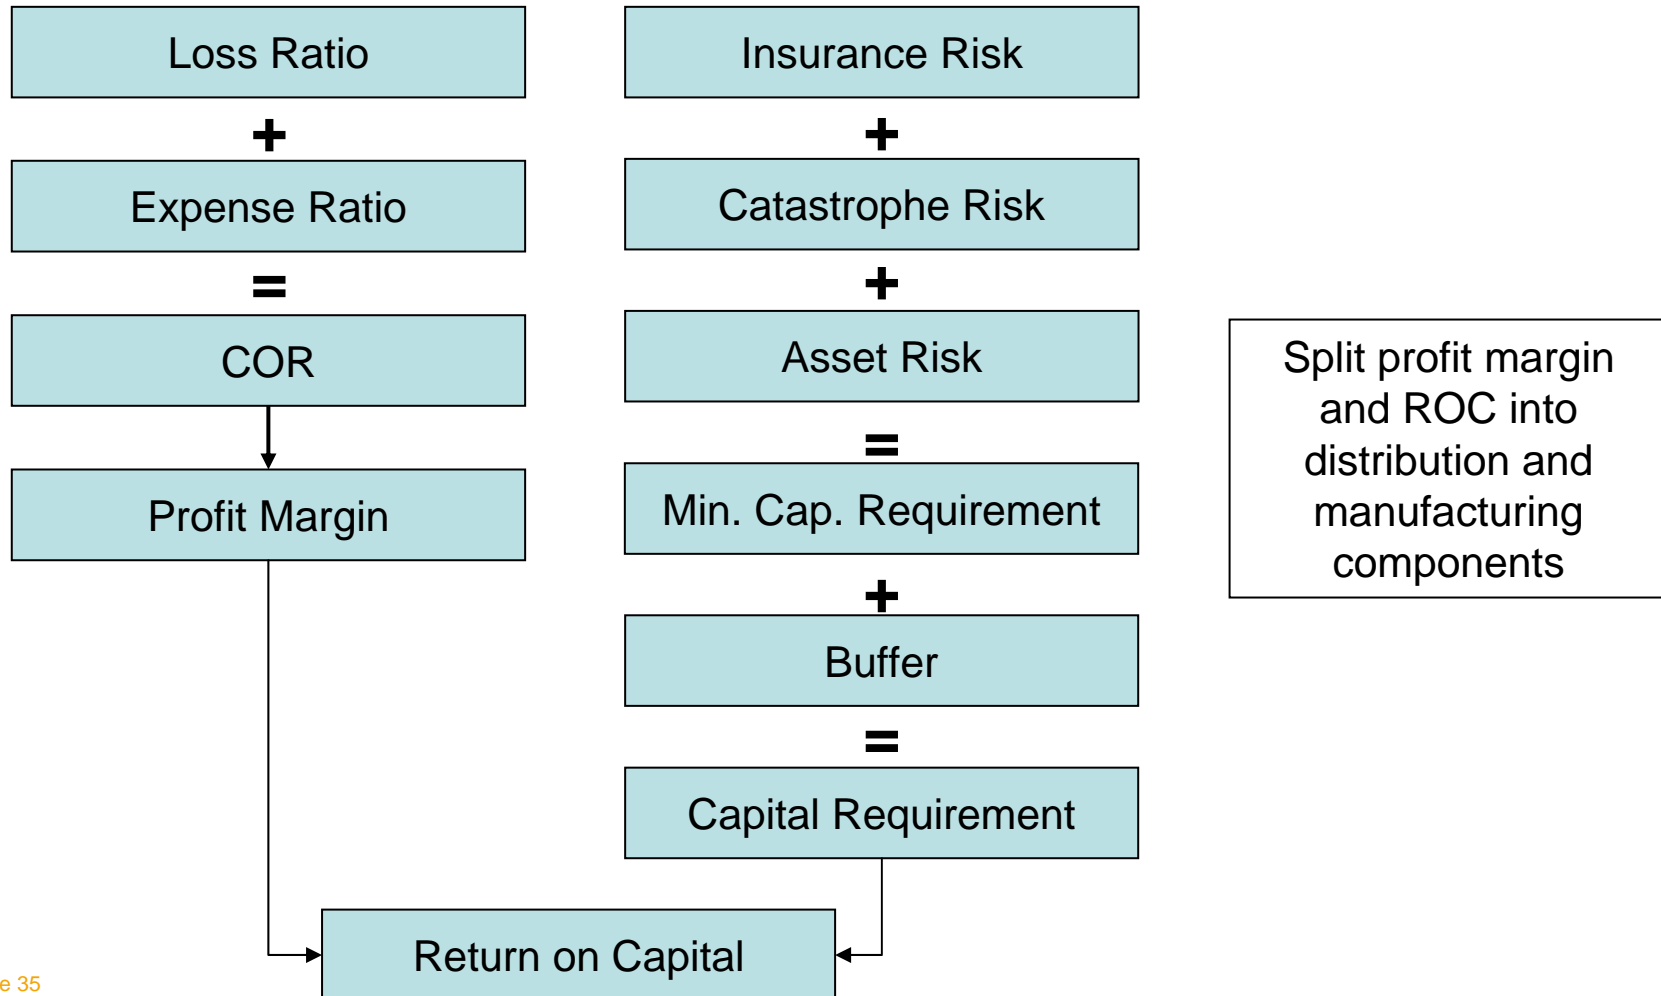 Loss Ratio
+
Expense Ratio
=
COR
Profit Margin
Insurance Risk
+
Catastrophe Risk
+
Asset Risk
=
Min. Cap. Requirement
+
Buffer
=
Capital Requirement
Return on Capital
Split profit margin
and ROC into
distribution and
manufacturing
components
e 35